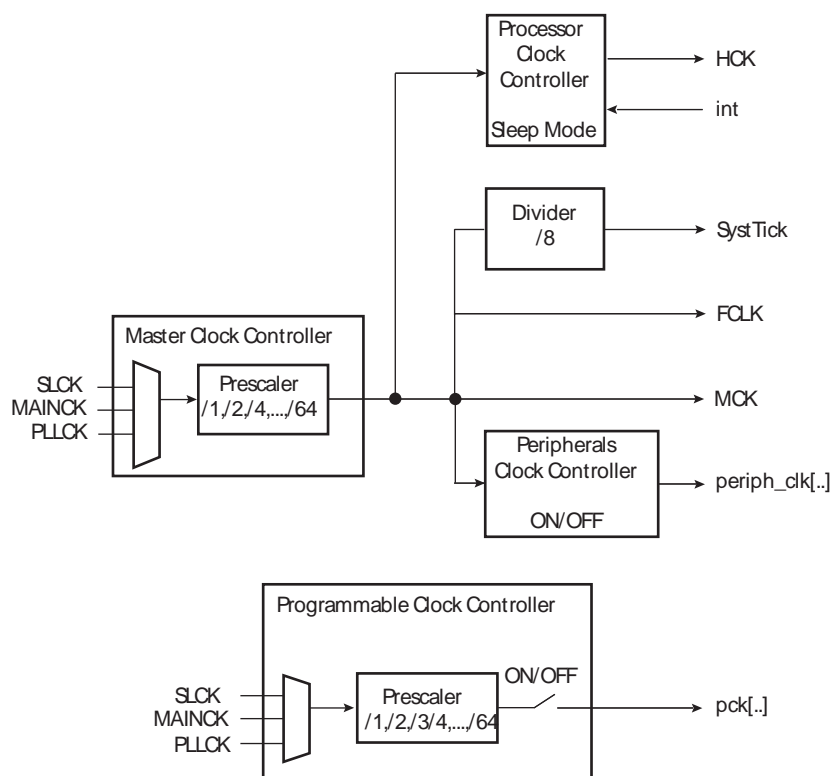 Processor
Clock
Controller
Sleep Mode
HCK
int
Divider
/8
SystTick
FCLK
Master Clock Controller
SLCK
MAINCK
PLLCK
Prescaler
/1,/2,/4,...,/64
MCK
Peripherals
Clock Controller
ON/OFF
periph_clk[..]
Programmable Clock Controller
SLCK
MAINCK
PLLCK
Prescaler
/1,/2,/3/4,...,/64
ON/OFF
pck[..]